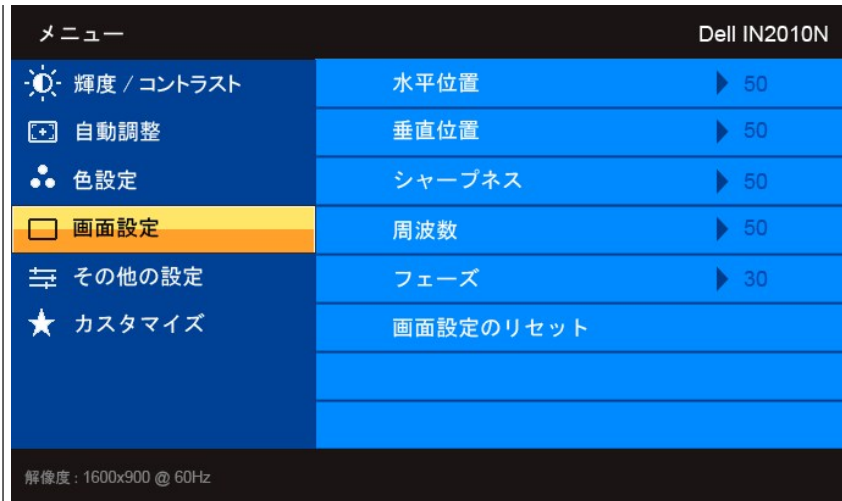 メニュー Dell IN2010N
輝度 / コントラスト 水平位置 50
自動調整 垂直位置 50
色設定 シャープネス 50
画面設定 周波数 50
その他の設定 フェーズ 30
カスタマイズ 画面設定のリセット
解像度 : 1600x900 @ 60Hz